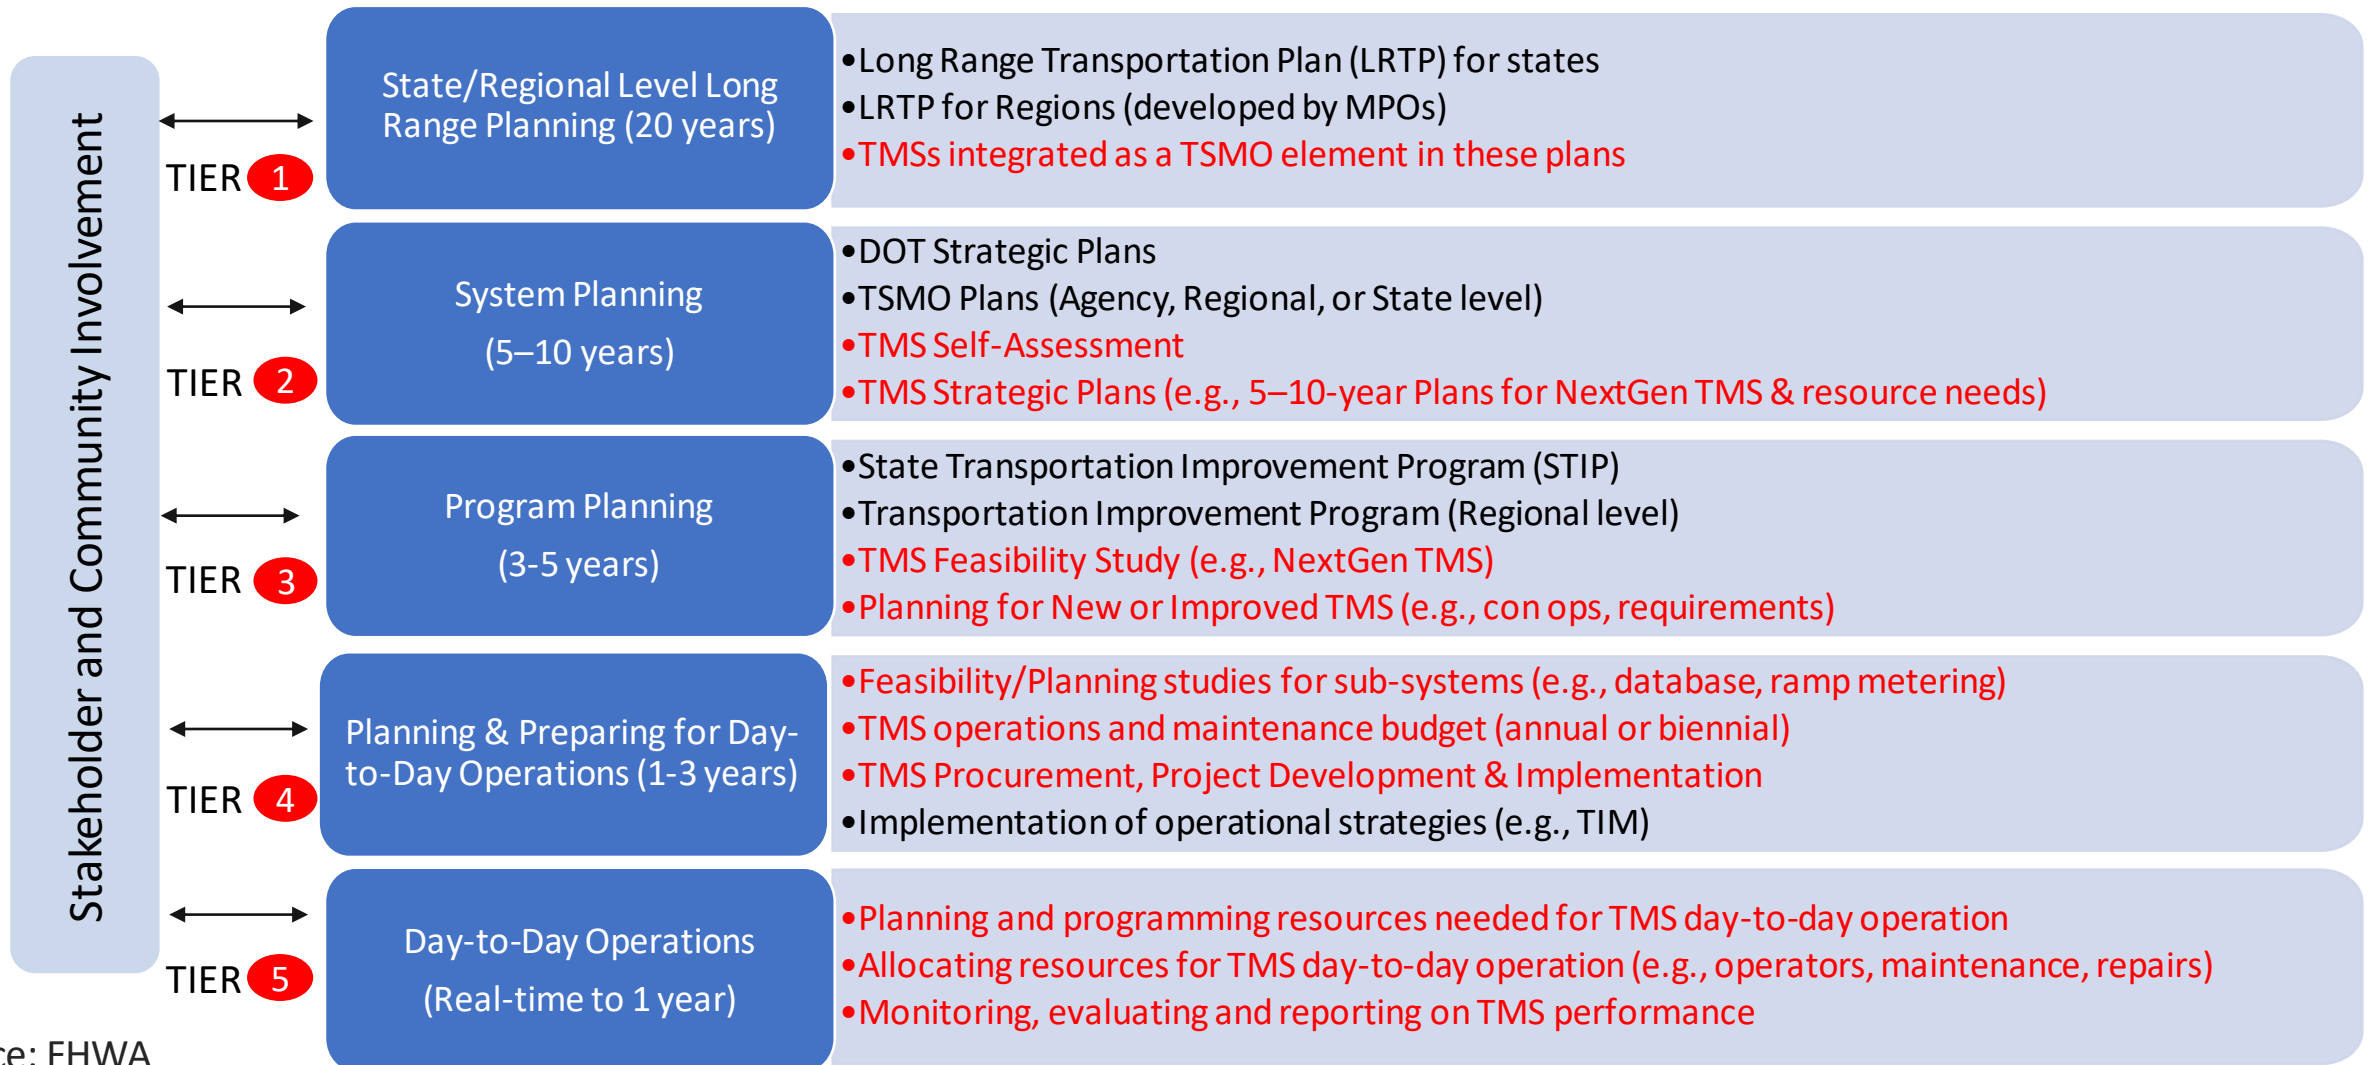 Stakeholder and Community Involvement
TIER 1
State/Regional Level Long
Range Planning (20 years)
•Long Range Transportation Plan (LRTP) for states
•LRTP for Regions (developed by MPOs)
•TMSs integrated as a TSMO element in these plans
TIER 2
System Planning
(5–10 years)
•DOT Strategic Plans
•TSMO Plans (Agency, Regional, or State level)
•TMS Self-Assessment
•TMS Strategic Plans (e.g., 5–10-year Plans for NextGen TMS & resource needs)
TIER 3
Program Planning
(3-5 years)
•State Transportation Improvement Program (STIP)
•Transportation Improvement Program (Regional level)
•TMS Feasibility Study (e.g., NextGen TMS)
•Planning for New or Improved TMS (e.g., con ops, requirements)
TIER 4
Planning & Preparing for Day-
to-Day Operations (1-3 years)
•Feasibility/Planning studies for sub-systems (e.g., database, ramp metering)
•TMS operations and maintenance budget (annual or biennial)
•TMS Procurement, Project Development & Implementation
•Implementation of operational strategies (e.g., TIM)
TIER 5
Day-to-Day Operations
(Real-time to 1 year)
•Planning and programming resources needed for TMS day-to-day operation
•Allocating resources for TMS day-to-day operation (e.g., operators, maintenance, repairs)
•Monitoring, evaluating and reporting on TMS performance
ce: FHWA